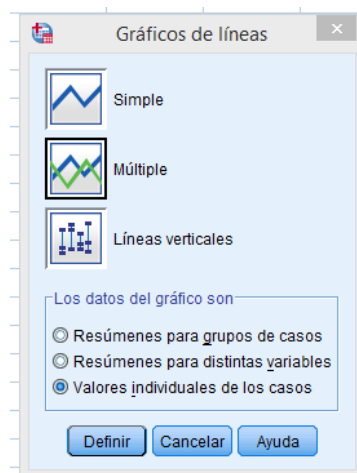 Gráficos de líneas
Simple
Múltiple
Líneas verticales
Los datos del gráfico son
Resúmenes para grupos de casos
Resúmenes para distintas variables
Valores individuales de los casos
Definir Cancelar Ayuda